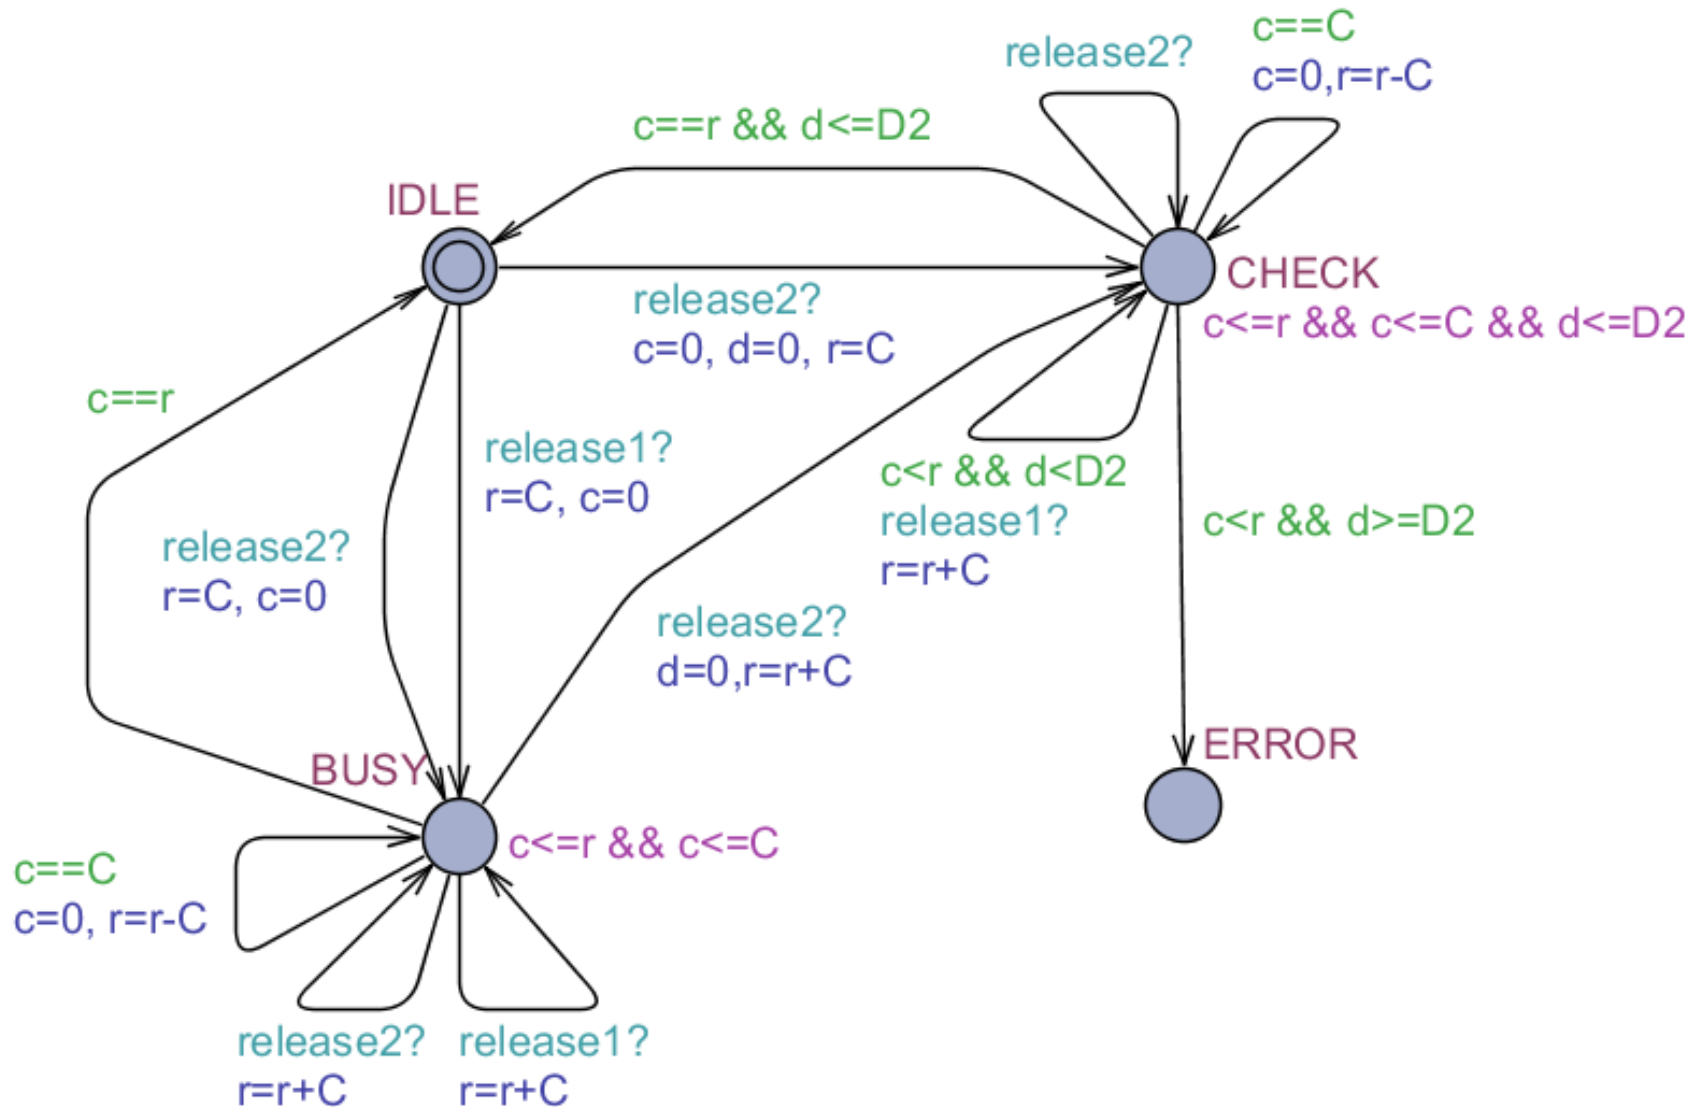 c==C
release2?
c=0,r=r-C
c==r && d<=D2
IDLE
CHECK
release2?
c=0, d=0, r=C
c<=r && c<=C && d<=D2
c==r
release1?
r=C, c=0
c<r && d<D2
release1?
r=r+C
c<r && d>=D2
release2?
r=C, c=0
release2?
d=0,r=r+C
BUSY
ERROR
c<=r && c<=C
c==C
c=0, r=r-C
release2?
r=r+C
release1?
r=r+C